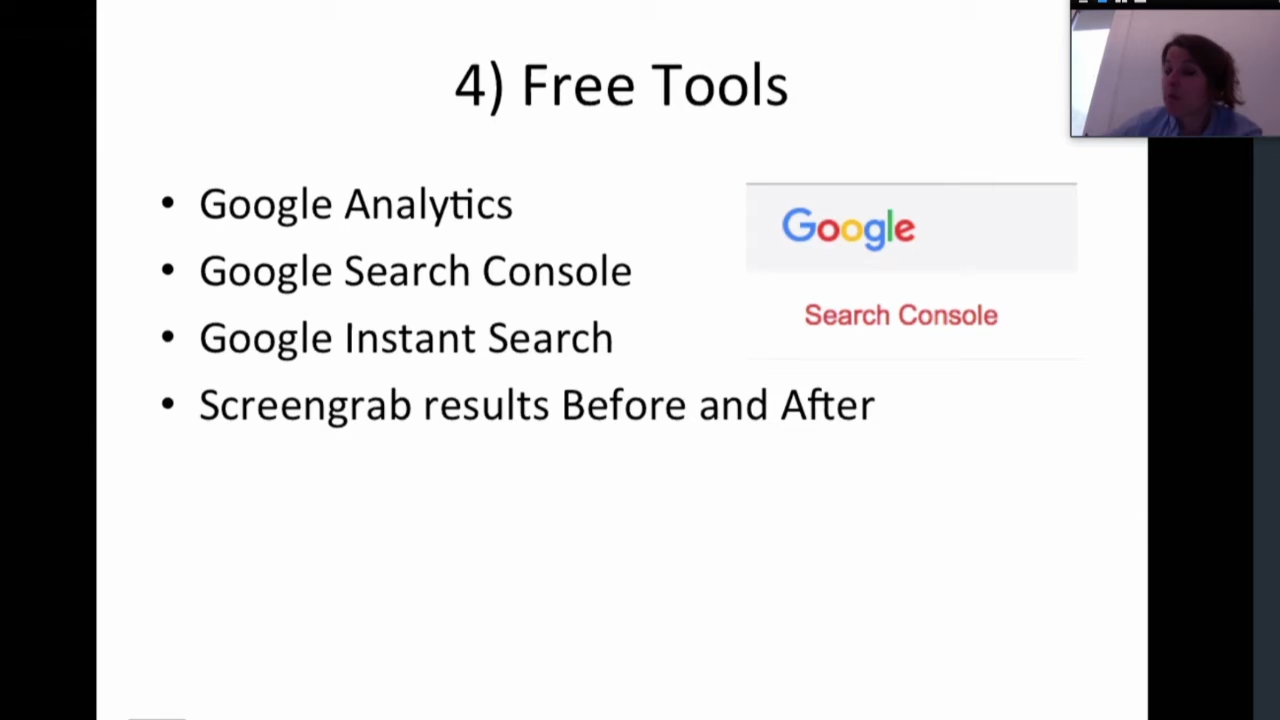 4) Free Tools
• Google Analytics
• Google Search Console
• Google Instant Search
• Screengrab results Before and After
Google
Search Console